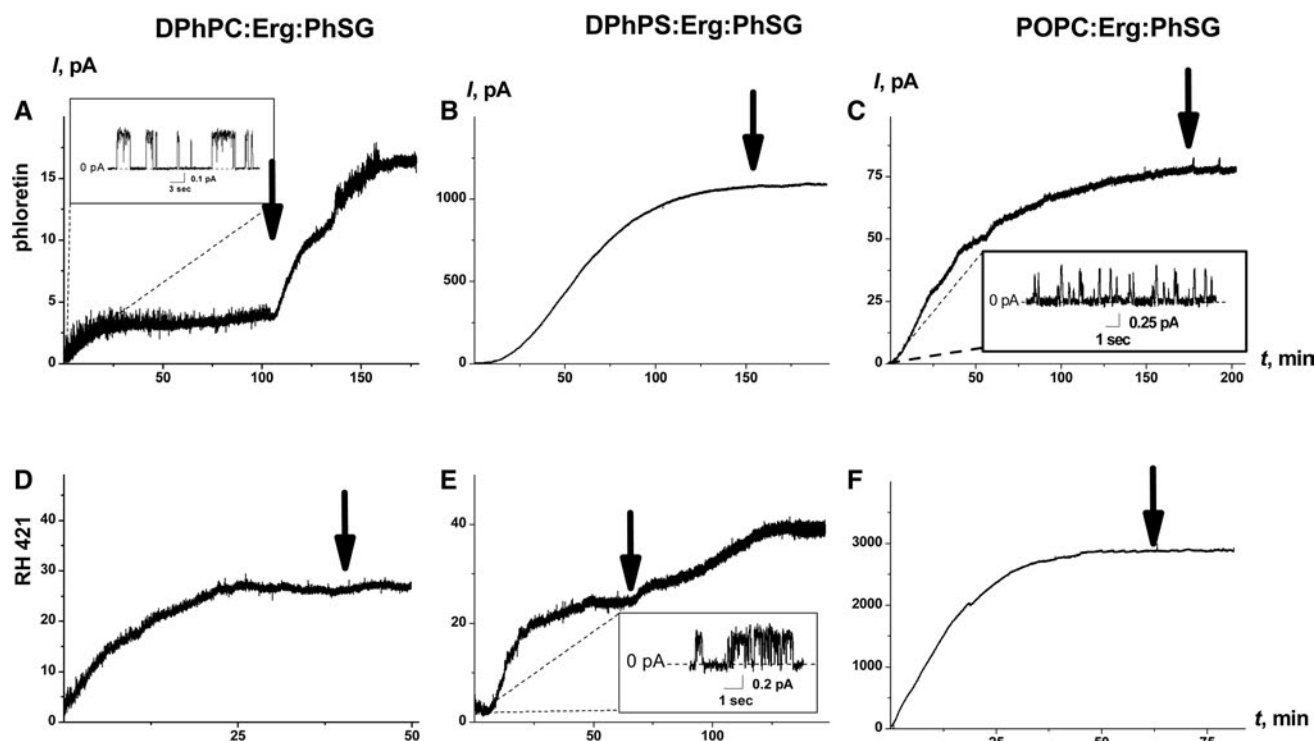 DPhPC:Erg:PhSG
DPhPS:Erg:PhSG
POPC:Erg:PhSG
phloretin
A
I, pA
0 pA
0.1 pA
3 sec
15
10
5
0
50
100
150
B
I, pA
1000
500
0
50
100
150
C
I, pA
75
50
25
0
0 pA
0.25 pA
1 sec
50
100
150
200
t, min
RH 421
D
40
30
20
10
0
25
50
E
40
20
0
0 pA
0.2 pA
1 sec
50
100
F
3000
2000
1000
0
25
50
75
t, min